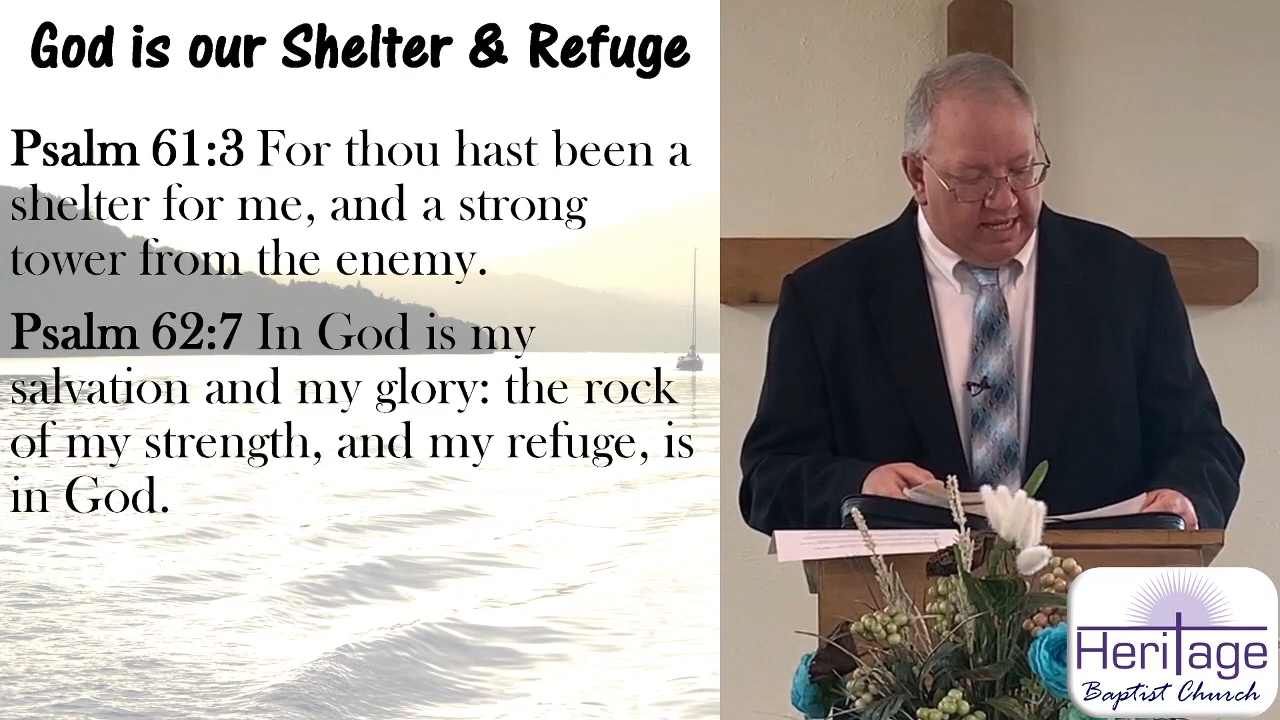 God is our Shelter & Refuge
Psalm 61:3 For thou hast been a
shelter for me, and a strong
tower from the enemy.
Psalm 62:7 In God is my
salvation and my glory: the rock
of my strength, and my refuge, is
in God.
Heritage
Baptist Church